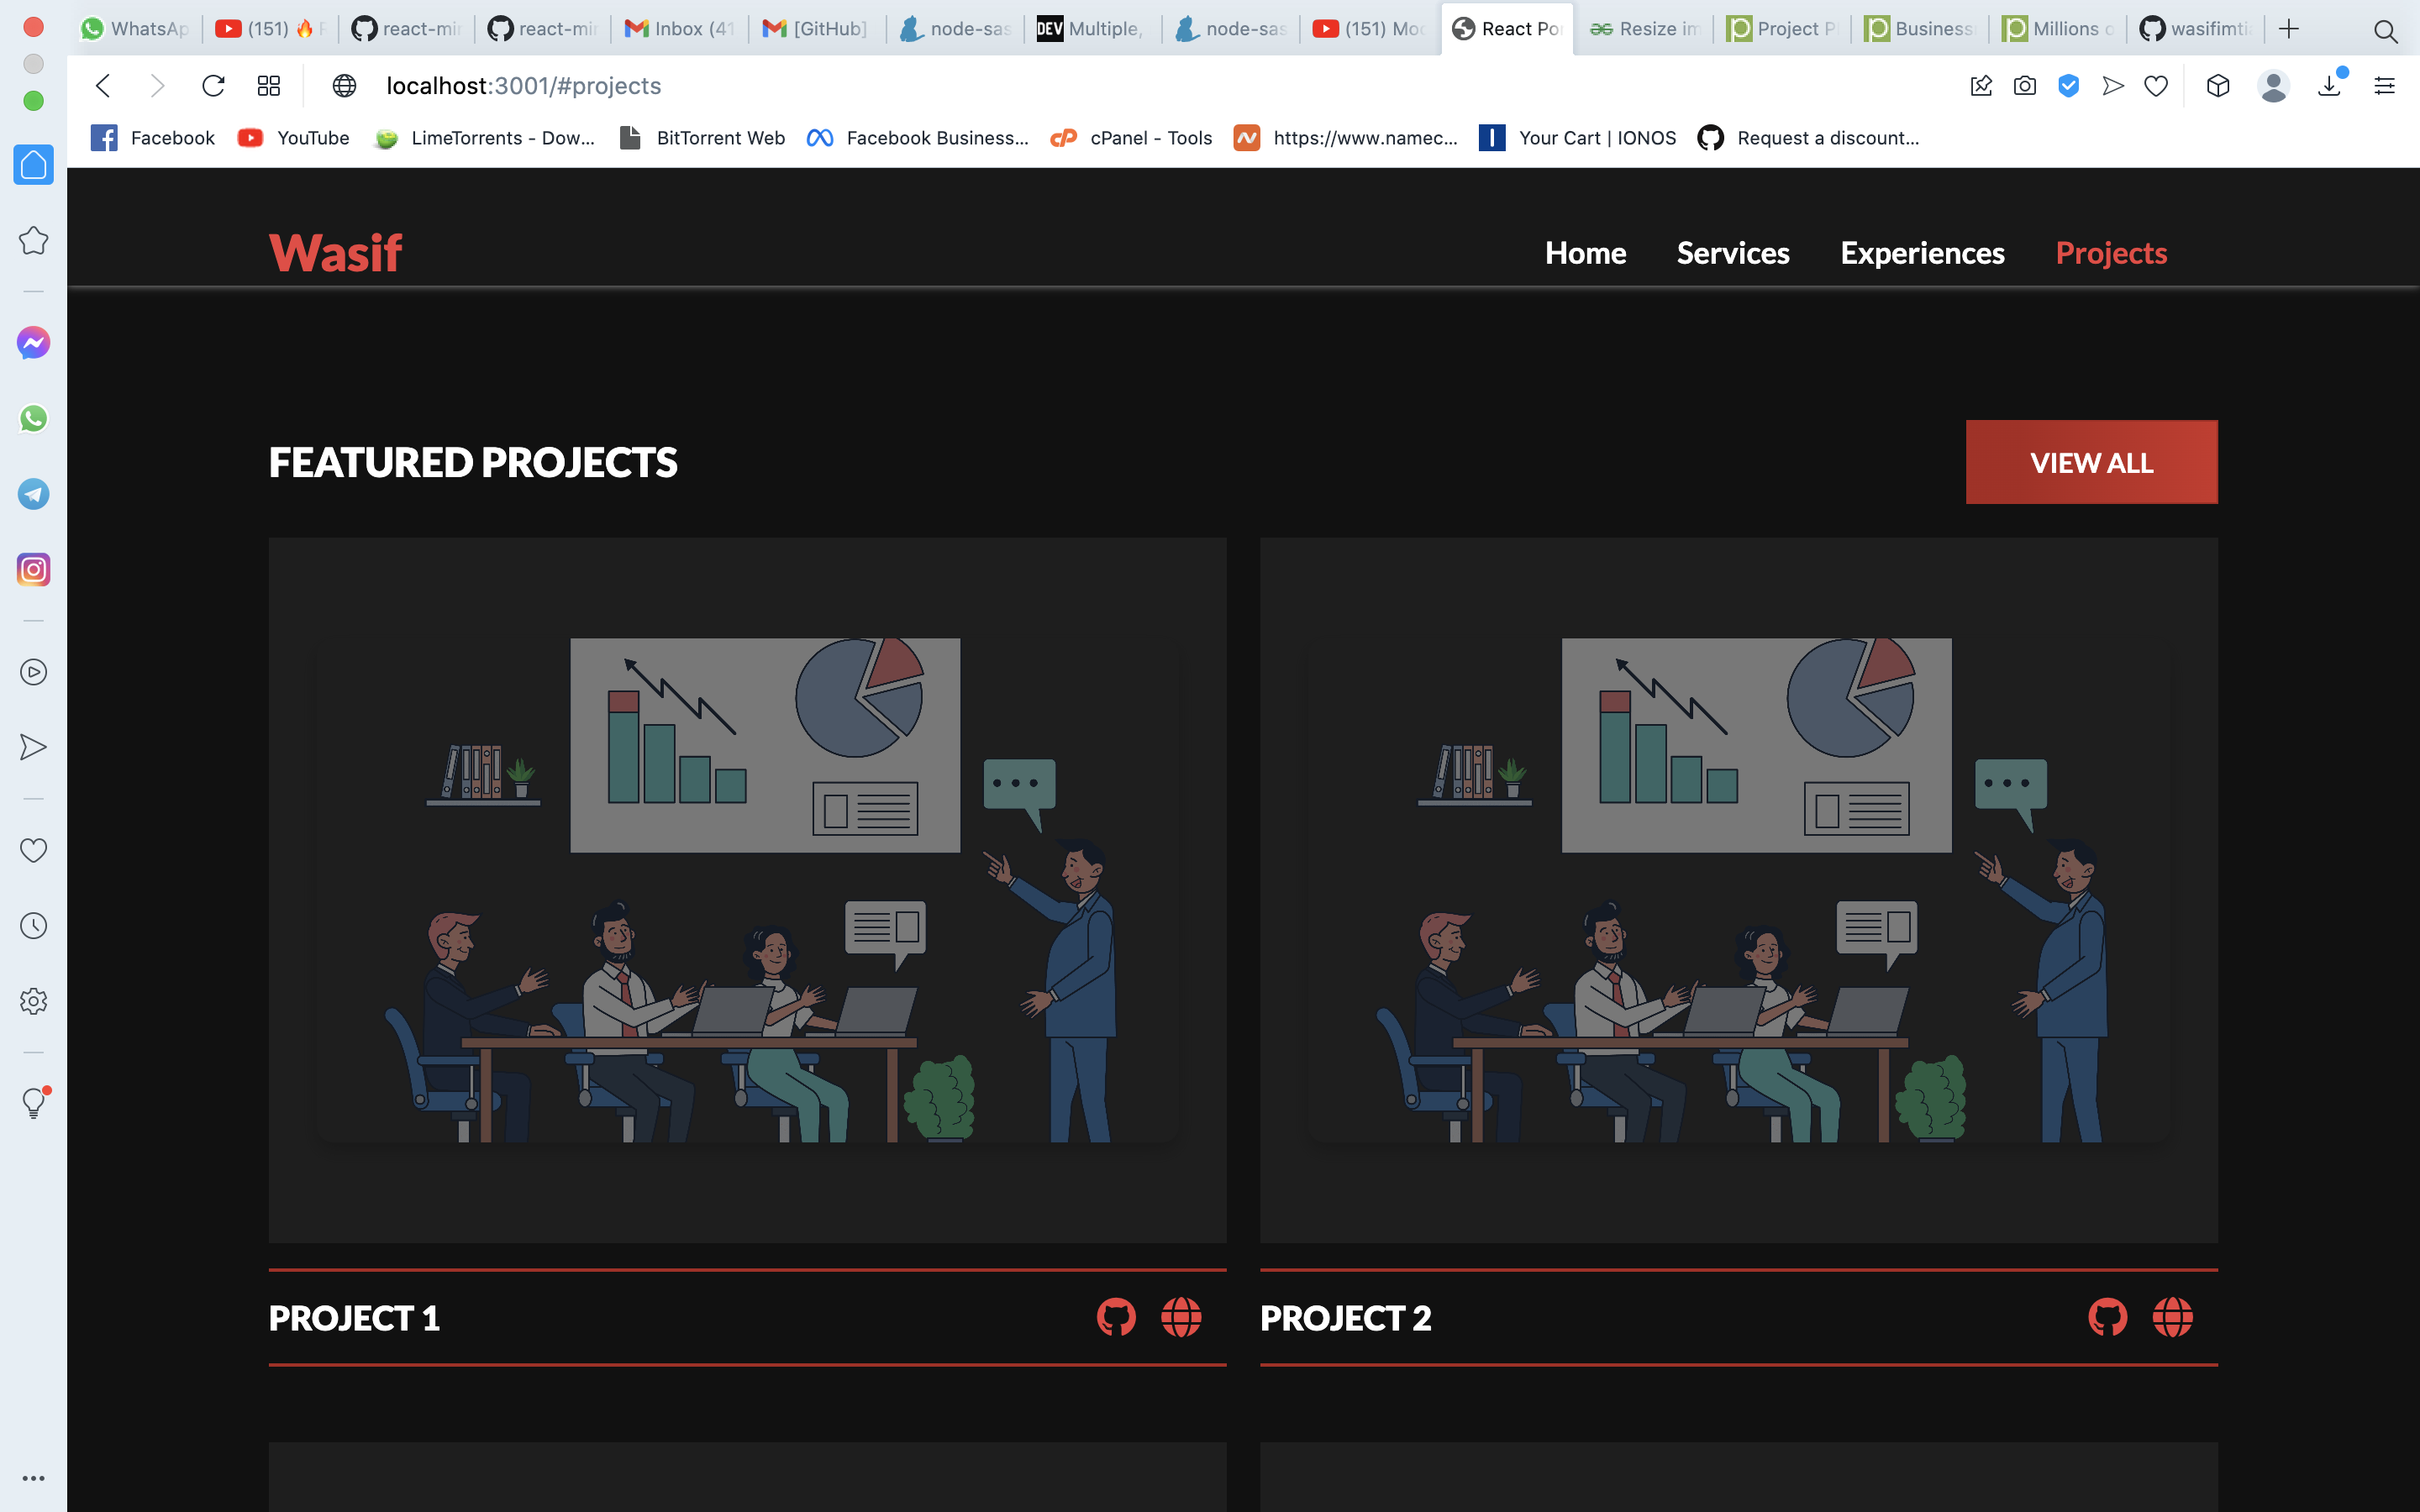 WhatsAp
(151) 🔥 F
react-mi
react-mi
Inbox (41
[GitHub]
node-sas
DEV Multiple,
node-sas
(151) Moc
React Po
Resize im
Project P
Business
Millions o
wasifimti
localhost:3001/#projects
Facebook
YouTube
LimeTorrents - Dow...
BitTorrent Web
Facebook Business...
cPanel - Tools
https://www.namec...
Your Cart | IONOS
Request a discount...
Wasif
Home
Services
Experiences
Projects
FEATURED PROJECTS
VIEW ALL
PROJECT 1
PROJECT 2